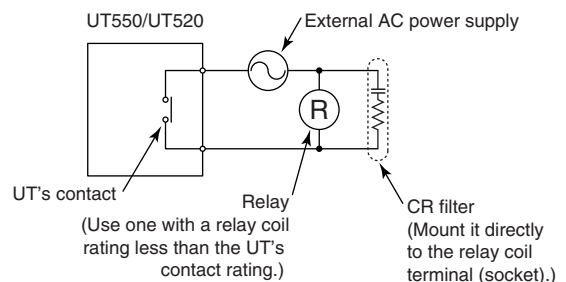 UT550/UT520
External AC power supply
R
UT's contact
Relay
(Use one with a relay coil
rating less than the UT's
contact rating.)
CR filter
(Mount it directly
to the relay coil
terminal (socket).)